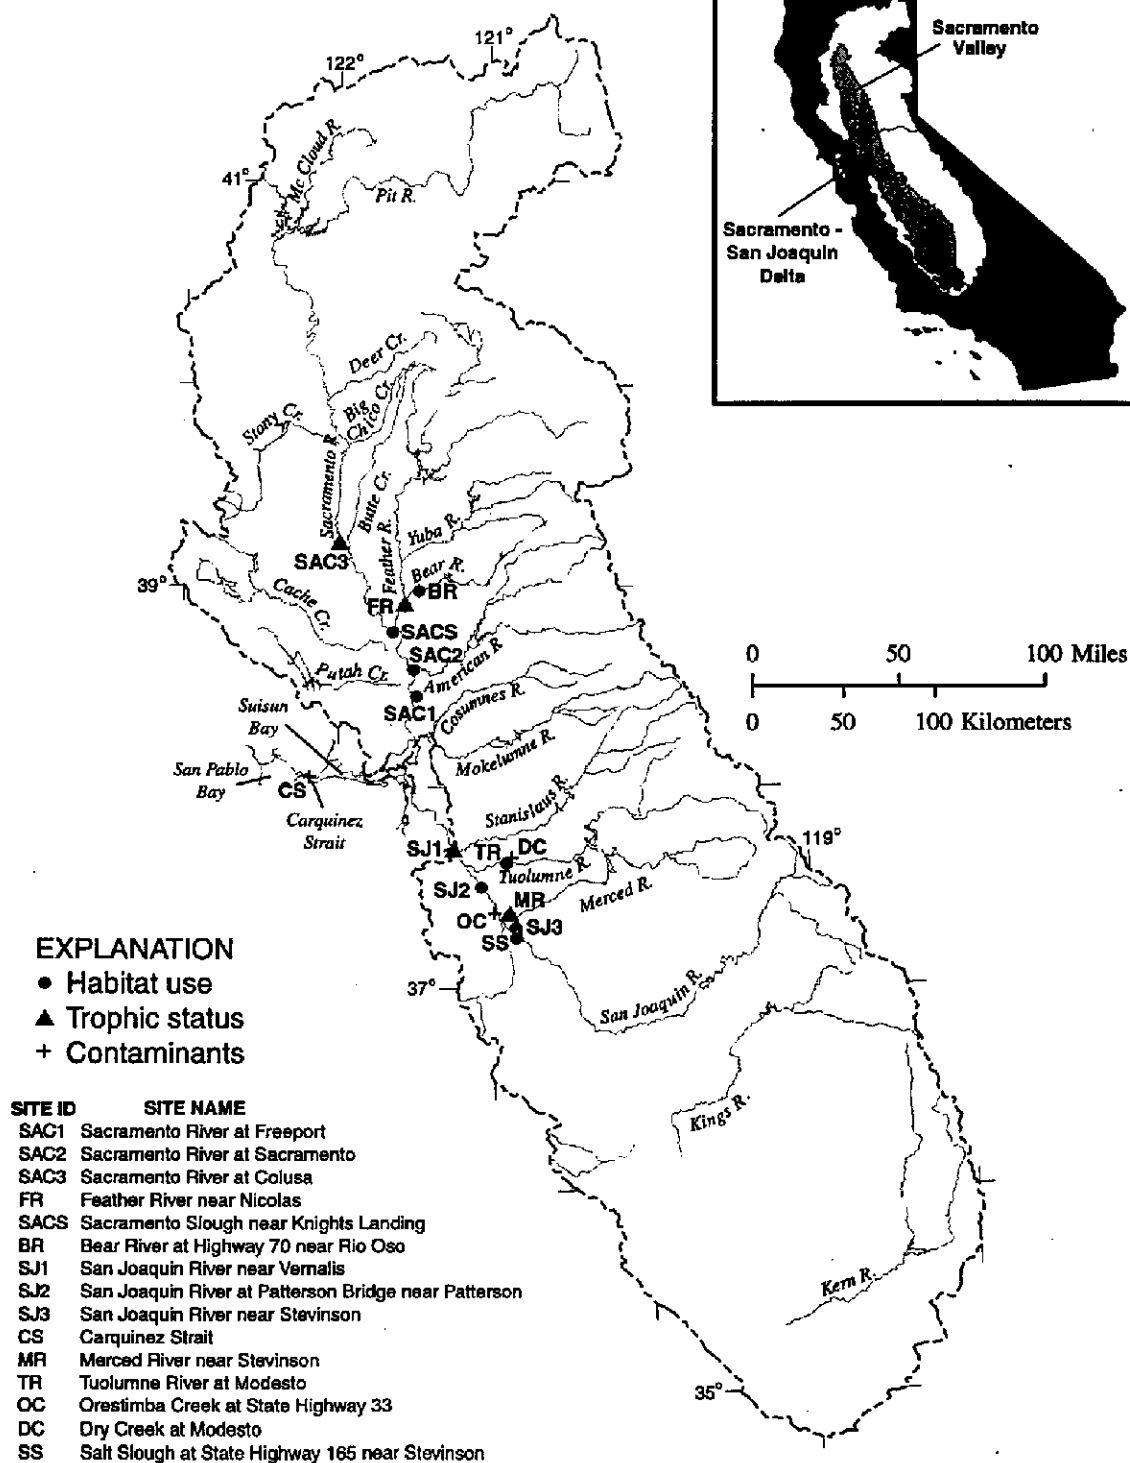 121°
122°
Sacramento
Valley
Mc Cloud R.
41°
Pit R.
Sacramento -
San Joaquin
Delta
Deer Cr.
Big
Chico Cr.
Stony Cr.
Sacramento R.
Butte Cr.
Feather R.
Yuba R.
SAC3
Bear R.
39°
BR
Cache Cr.
FR
SACS
SAC2
0 50 100 Miles
American R.
Putah Cr.
SAC1
Cosumnes R.
Suisun
Bay
0 50 100 Kilometers
Mokelumne R.
San Pablo
Bay
CS
Stanislaus R.
Carquinez
Strait
119°
SJ1
TR
DC
Tuolumne R.
SJ2
Merced R.
MR
OC
SJ3
SS
EXPLANATION
Habitat use
37°
San Joaquin R.
Trophic status
+ Contaminants
Kings R.
SITE ID SITE NAME
SAC1 Sacramento River at Freeport
SAC2 Sacramento River at Sacramento
SAC3 Sacramento River at Colusa
FR Feather River near Nicolas
SACS Sacramento Slough near Knights Landing
BR Bear River at Highway 70 near Rio Oso
SJ1 San Joaquin River near Vernalis
SJ2 San Joaquin River at Patterson Bridge near Patterson
Kern R.
SJ3 San Joaquin River near Stevinson
CS Carquinez Strait
MR Merced River near Stevinson
TR Tuolumne River at Modesto
35°
OC Orestimba Creek at State Highway 33
DC Dry Creek at Modesto
SS Salt Slough at State Highway 165 near Stevinson